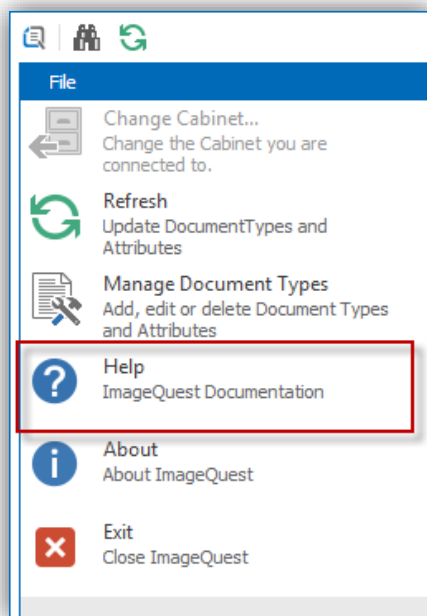 File
Change Cabinet...
Change the Cabinet you are
connected to.
Refresh
Update DocumentTypes and
Attributes
Manage Document Types
Add, edit or delete Document Types
and Attributes
Help
ImageQuest Documentation
About
About ImageQuest
Exit
Close ImageQuest